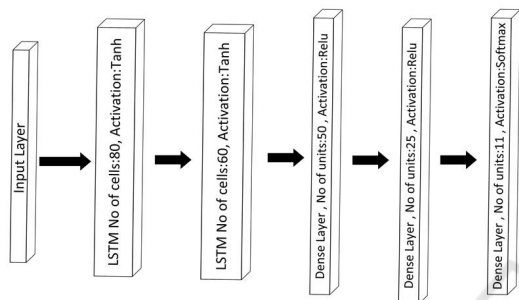 Input Layer
LSTM No of cells:80, Activation:Tanh
LSTM No of cells:60, Activation:Tanh
Dense Layer , No of units:50 , Activation:Relu
Dense Layer , No of units:25 , Activation:Relu
Dense Layer , No of units:11 , Activation:Softmax